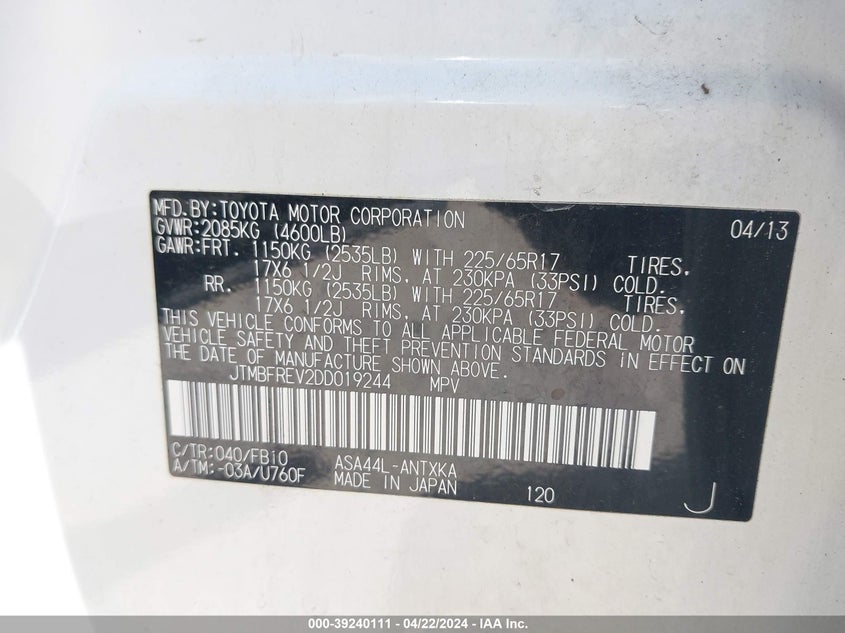 MFD.BY:TOYOTA MOTOR CORPORATION 04/13
GVWR:2085KG (4600LB)
GAWR:FRT. 1150KG (2535LB) WITH 225/65R17 TIRES,
17X6 1/2J RIMS, AT 230KPA (33PSI) COLD.
RR. 1150KG (2535LB) WITH 225/65R17 TIRES,
17X6 1/2J RIMS, AT 230KPA (33PSI) COLD.
THIS VEHICLE CONFORMS TO ALL APPLICABLE FEDERAL MOTOR
VEHICLE SAFETY AND THEFT PREVENTION STANDARDS IN EFFECT ON
THE DATE OF MANUFACTURE SHOWN ABOVE.
JTMBFREV2DD019244 MPV
C/TR:040/FB10 ASA44L-ANTXKA
A/TM:-03A/U760F MADE IN JAPAN 120 J
000-39240111 - 04/22/2024 - IAA Inc.